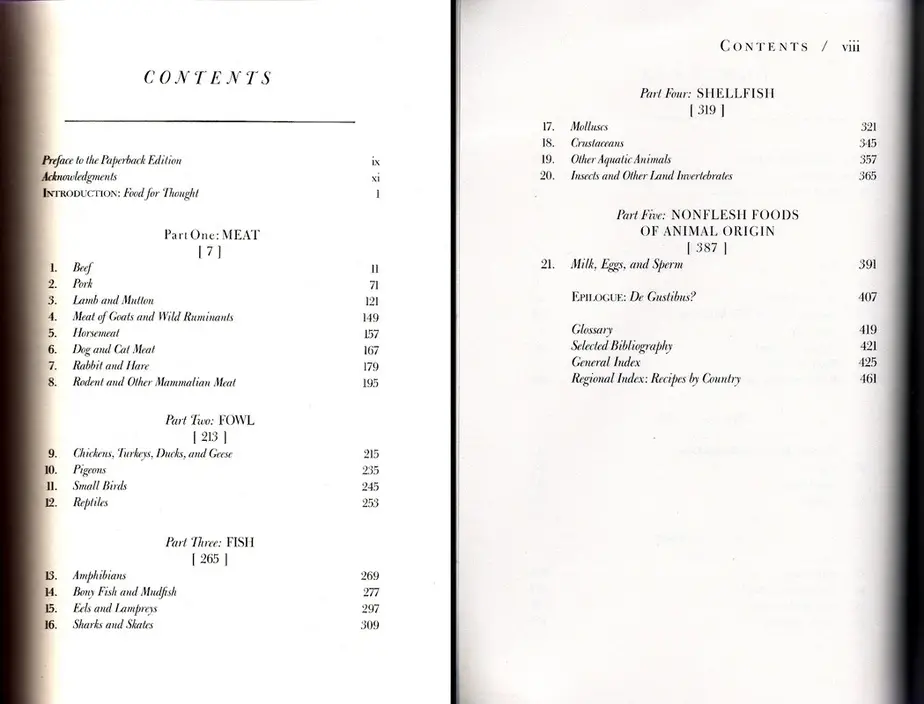 CONTENTS
Preface to the Paperback Edition ix
Acknowledgments xi
INTRODUCTION: Food for Thought 1
Part One: MEAT
[ 7 ]
1. Beef 11
2. Pork 71
3. Lamb and Mutton 121
4. Meat of Goats and Wild Ruminants 149
5. Horsemeat 157
6. Dog and Cat Meat 167
7. Rabbit and Hare 179
8. Rodent and Other Mammalian Meat 195
Part Two: FOWL
[ 213 ]
9. Chickens, Turkeys, Ducks, and Geese 215
10. Pigeons 235
11. Small Birds 245
12. Reptiles 253
Part Three: FISH
[ 265 ]
13. Amphibians 269
14. Bony Fish and Mudfish 277
15. Eels and Lampreys 297
16. Sharks and Skates 309
CONTENTS / viii
Part Four: SHELLFISH
[ 319 ]
17. Molluscs 321
18. Crustaceans 345
19. Other Aquatic Animals 357
20. Insects and Other Land Invertebrates 365
Part Five: NONFLESH FOODS
OF ANIMAL ORIGIN
[ 387 ]
21. Milk, Eggs, and Sperm 391
EPILOGUE: De Gustibus? 407
Glossary 419
Selected Bibliography 421
General Index 425
Regional Index: Recipes by Country 461